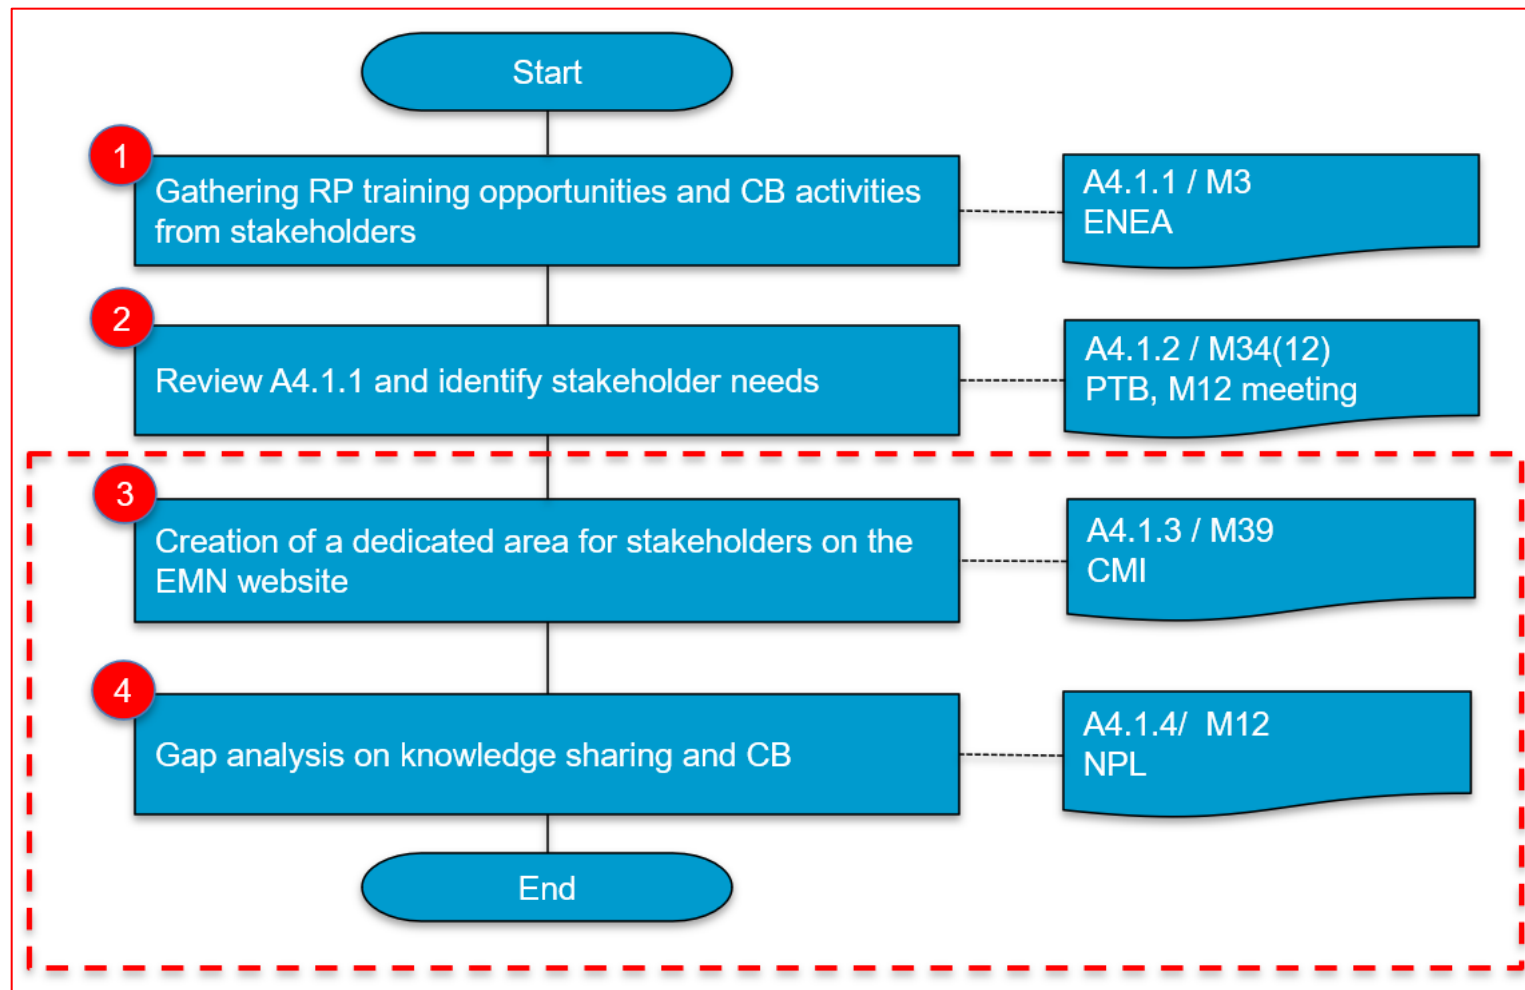 Start
1
Gathering RP training opportunities and CB activities
from stakeholders
A4.1.1 / M3
ENEA
2
Review A4.1.1 and identify stakeholder needs
A4.1.2 / M34(12)
PTB, M12 meeting
3
Creation of a dedicated area for stakeholders on the
EMN website
A4.1.3 / M39
CMI
4
Gap analysis on knowledge sharing and CB
A4.1.4/  M12
NPL
End